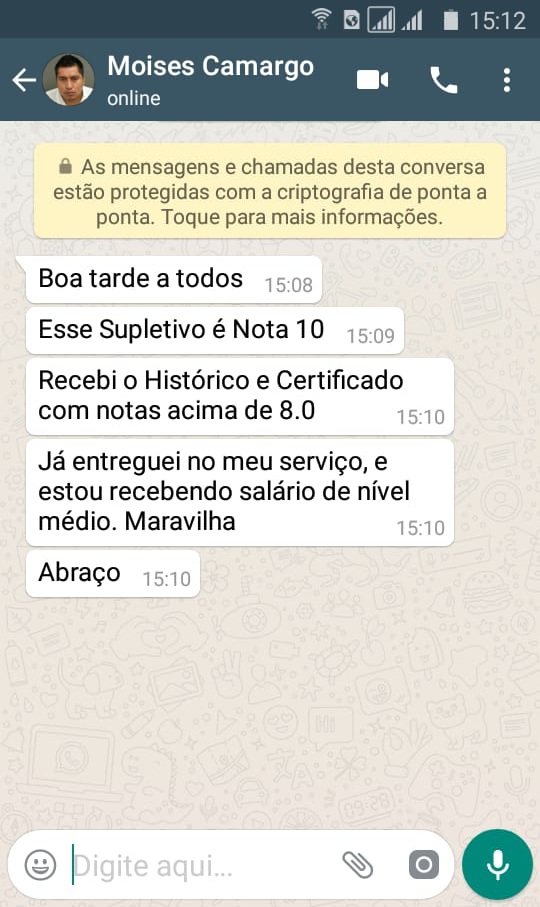 15:12
Moises Camargo
online
As mensagens e chamadas desta conversa
estão protegidas com a criptografia de ponta a
ponta. Toque para mais informações.
Boa tarde a todos 15:08
Esse Supletivo é Nota 10 15:09
Recebi o Histórico e Certificado
com notas acima de 8.0 15:10
Já entreguei no meu serviço, e
estou recebendo salário de nível
médio. Maravilha 15:10
Abraço 15:10
Digite aqui...